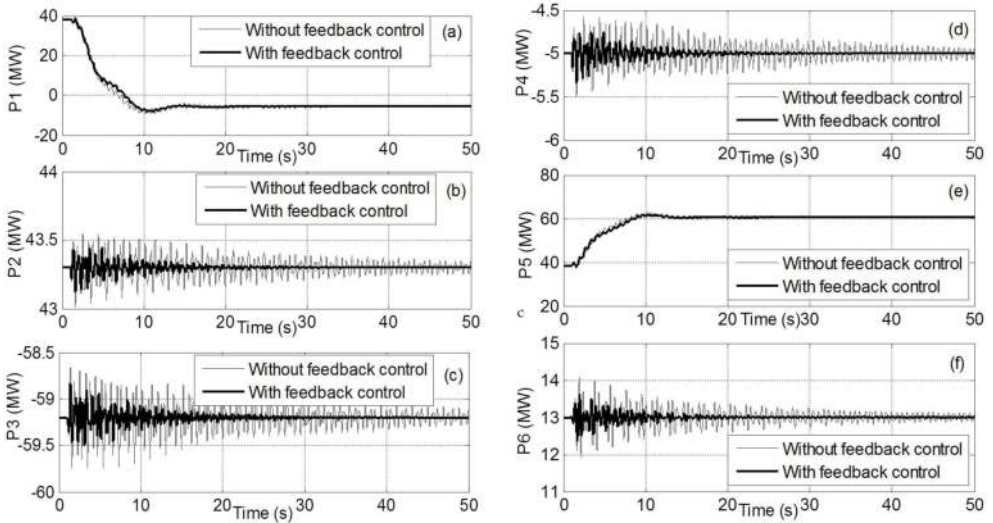 40
20
0
-20
P1 (MW)
Without feedback control
With feedback control
(a)
0 10 20 30 40 50
Time (s)
44
43.5
43
P2 (MW)
Without feedback control
With feedback control
(b)
0 10 20 30 40 50
Time (s)
-58.5
-59
-59.5
-60
P3 (MW)
Without feedback control
With feedback control
(c)
0 10 20 30 40 50
Time (s)
-4.5
-5
-5.5
-6
P4 (MW)
(d)
Without feedback control
With feedback control
0 10 20 30 40 50
Time (s)
80
60
40
20
P5 (MW)
(e)
Without feedback control
With feedback control
c
0 10 20 30 40 50
Time (s)
15
14
13
12
11
P6 (MW)
(f)
Without feedback control
With feedback control
0 10 20 30 40 50
Time (s)